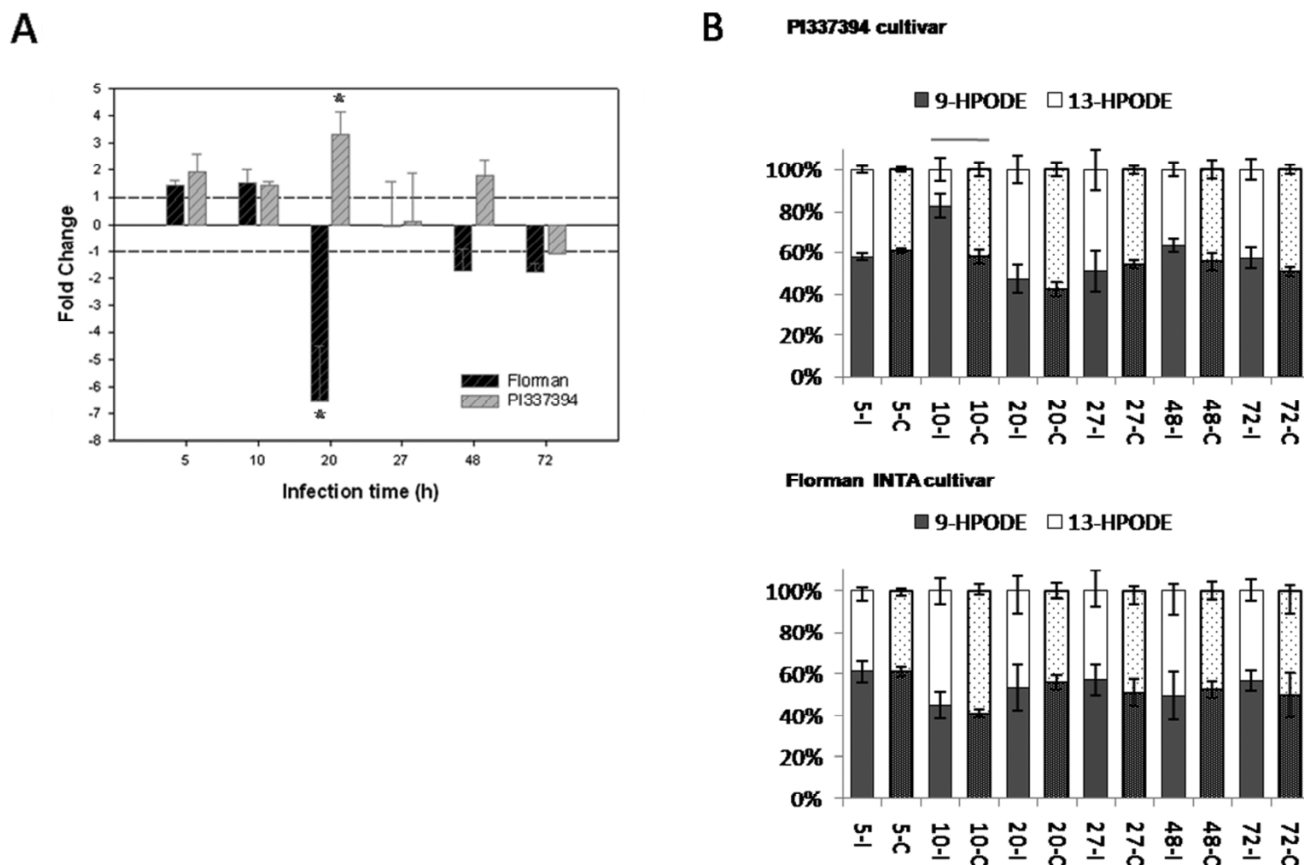 A
5
4
3
2
1
0
-1
-2
-3
-4
-5
-6
-7
-8
Fold Change
*
*
Florman
PI337394
5 10 20 27 48 72
Infection time (h)
B
PI337394 cultivar
9-HPODE 13-HPODE
100%
80%
60%
40%
20%
0%
5-I 5-C 10-I 10-C 20-I 20-C 27-I 27-C 48-I 48-C 72-I 72-C
Florman INTA cultivar
9-HPODE 13-HPODE
100%
80%
60%
40%
20%
0%
5-I 5-C 10-I 10-C 20-I 20-C 27-I 27-C 48-I 48-C 72-I 72-C